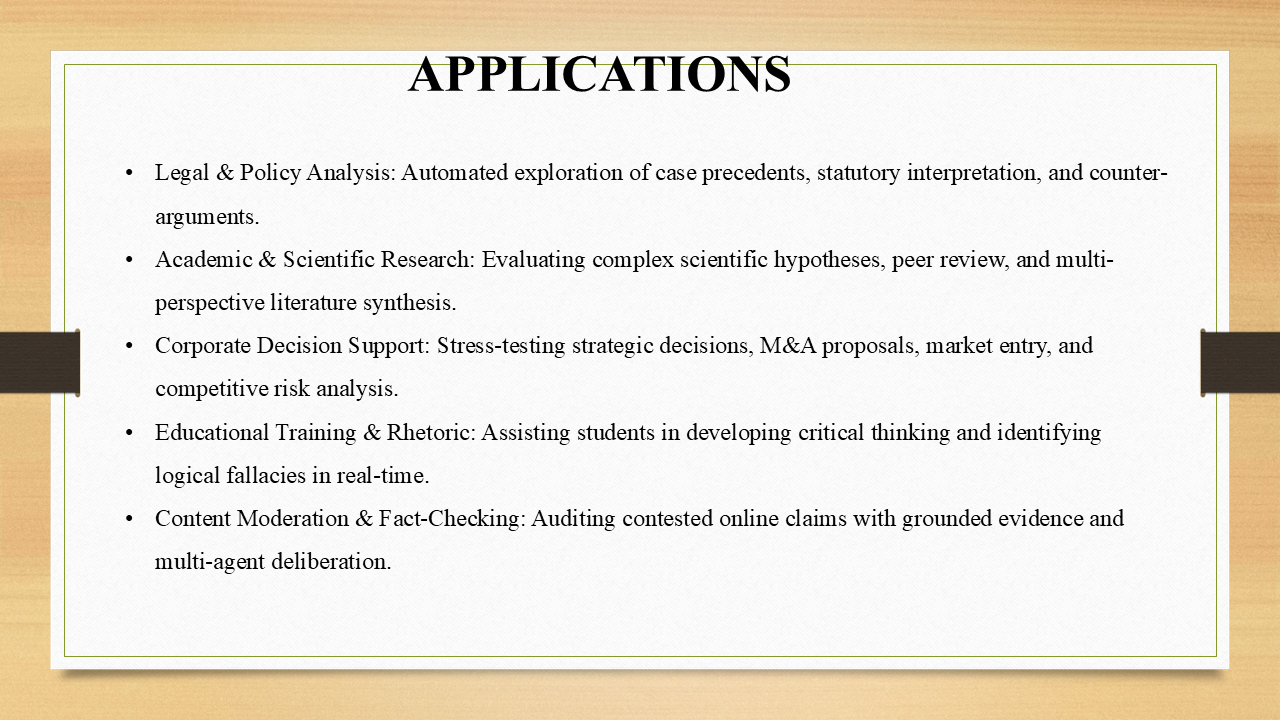 APPLICATIONS
• Legal & Policy Analysis: Automated exploration of case precedents, statutory interpretation, and counter-
arguments.
• Academic & Scientific Research: Evaluating complex scientific hypotheses, peer review, and multi-
perspective literature synthesis.
• Corporate Decision Support: Stress-testing strategic decisions, M&A proposals, market entry, and
competitive risk analysis.
• Educational Training & Rhetoric: Assisting students in developing critical thinking and identifying
logical fallacies in real-time.
• Content Moderation & Fact-Checking: Auditing contested online claims with grounded evidence and
multi-agent deliberation.